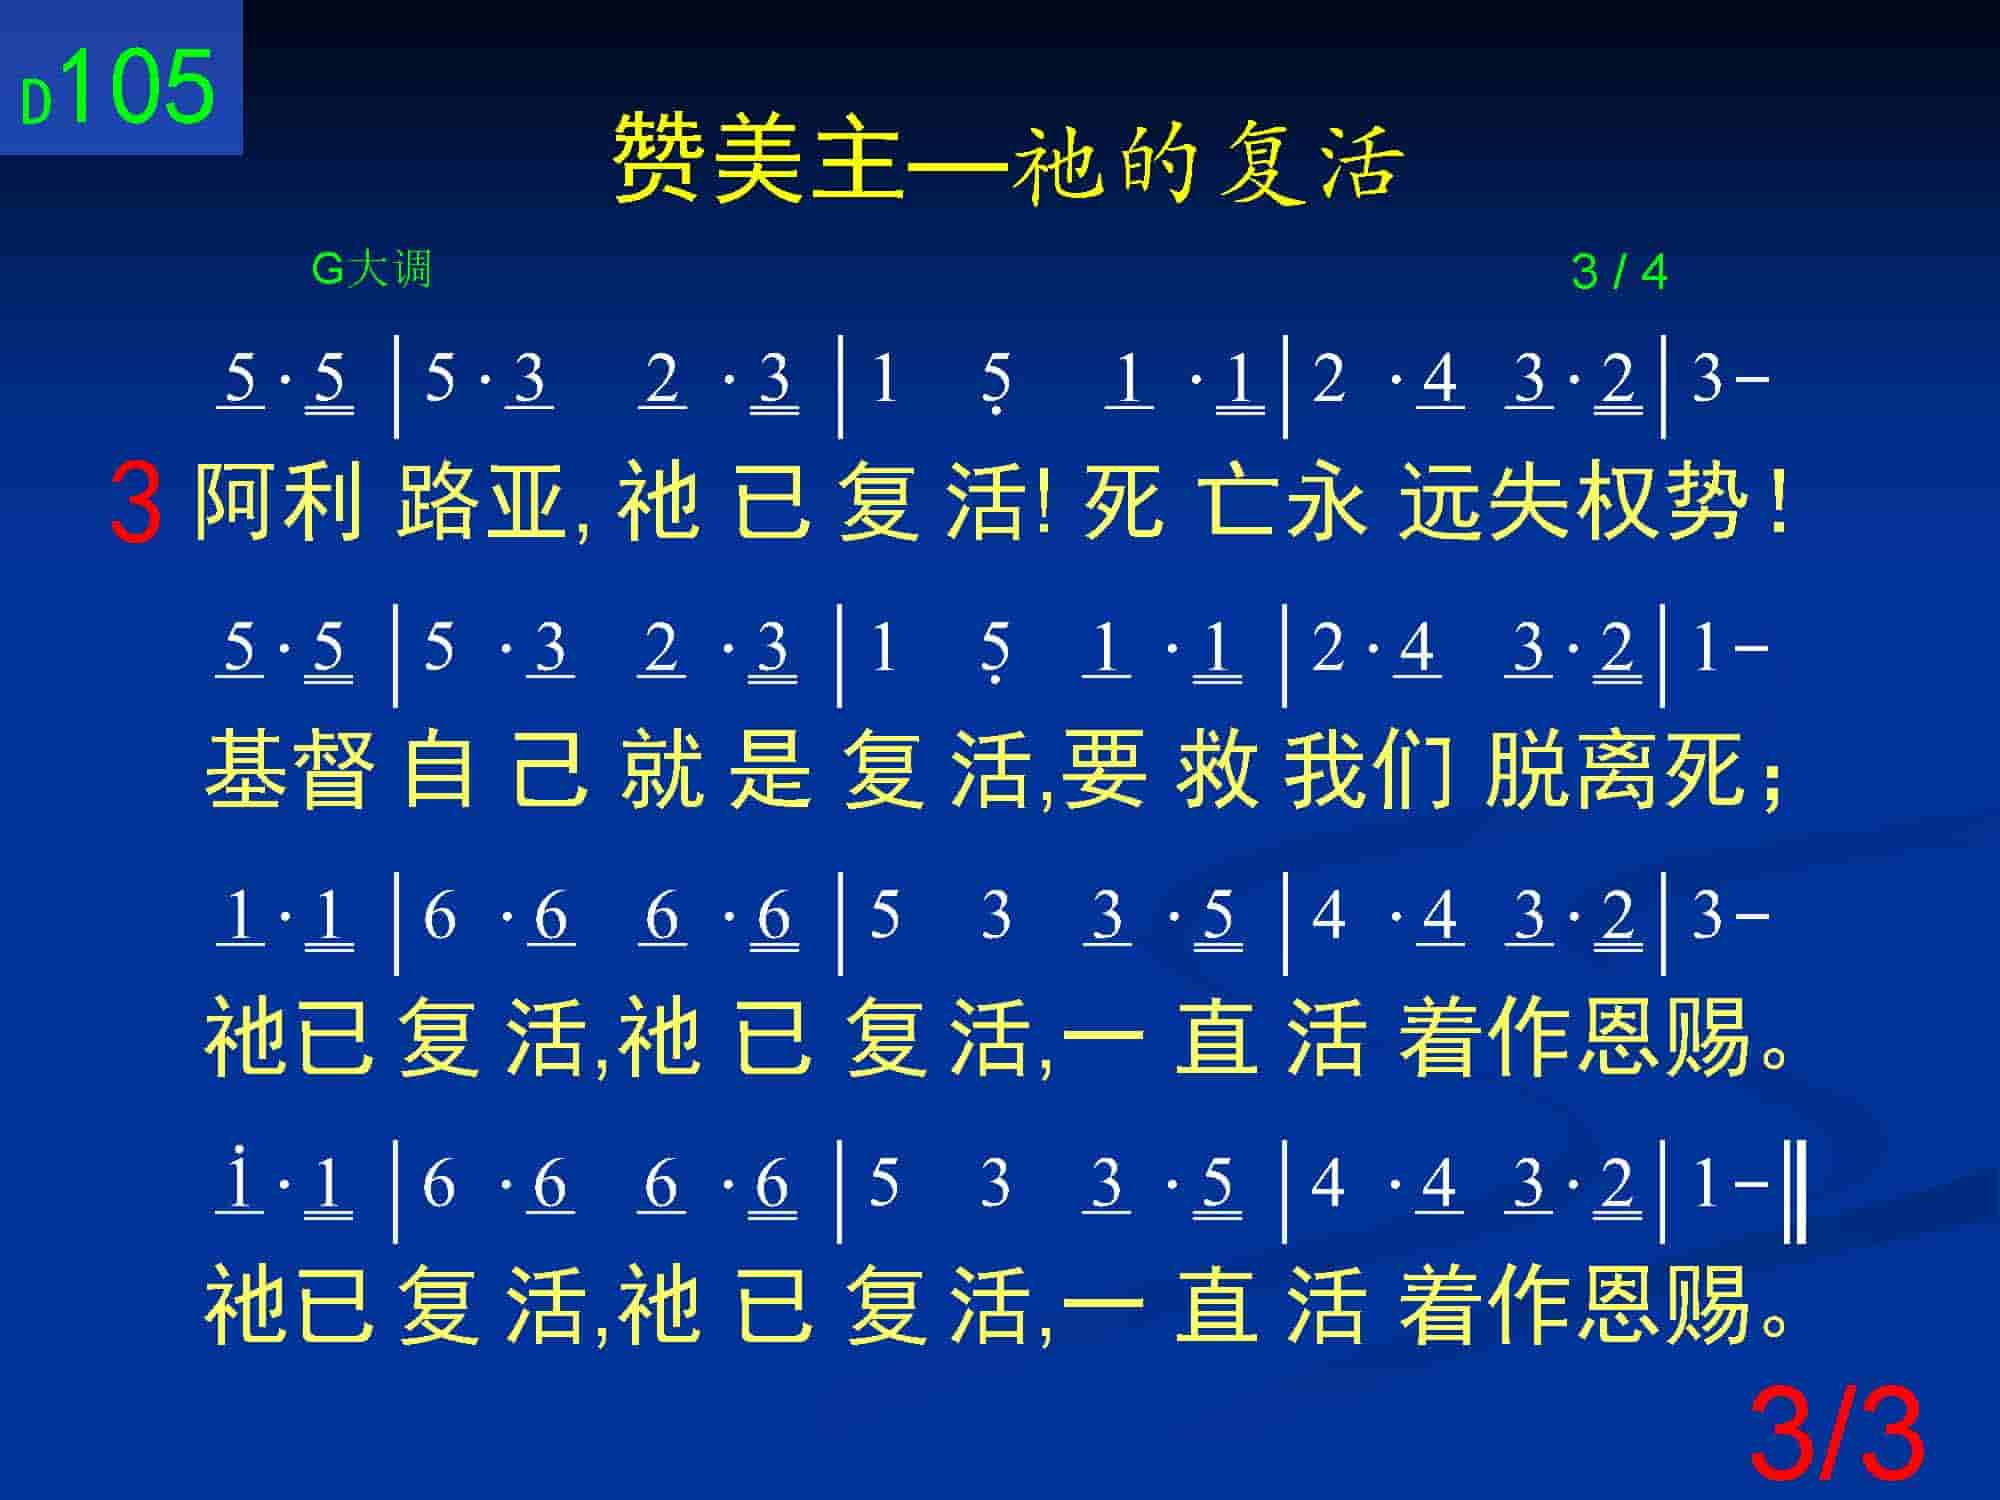 D105
赞美主—祂的复活
G大调 3 / 4
5 · 5 | 5 · 3 2 · 3 | 1 5̣ 1 · 1 | 2 · 4 3 · 2 | 3 -
3 阿利 路亚, 祂 已 复 活! 死 亡永 远失权势!
5 · 5 | 5 · 3 2 · 3 | 1 5̣ 1 · 1 | 2 · 4 3 · 2 | 1 -
基督 自 己 就 是 复 活,要 救 我们 脱离死;
1 · 1 | 6 · 6 6 · 6 | 5 3 3 · 5 | 4 · 4 3 · 2 | 3 -
祂已 复 活,祂 已 复 活,一 直 活 着作恩赐。
1̇ · 1 | 6 · 6 6 · 6 | 5 3 3 · 5 | 4 · 4 3 · 2 | 1 - ‖
祂已 复 活,祂 已 复 活,一 直 活 着作恩赐。
3/3